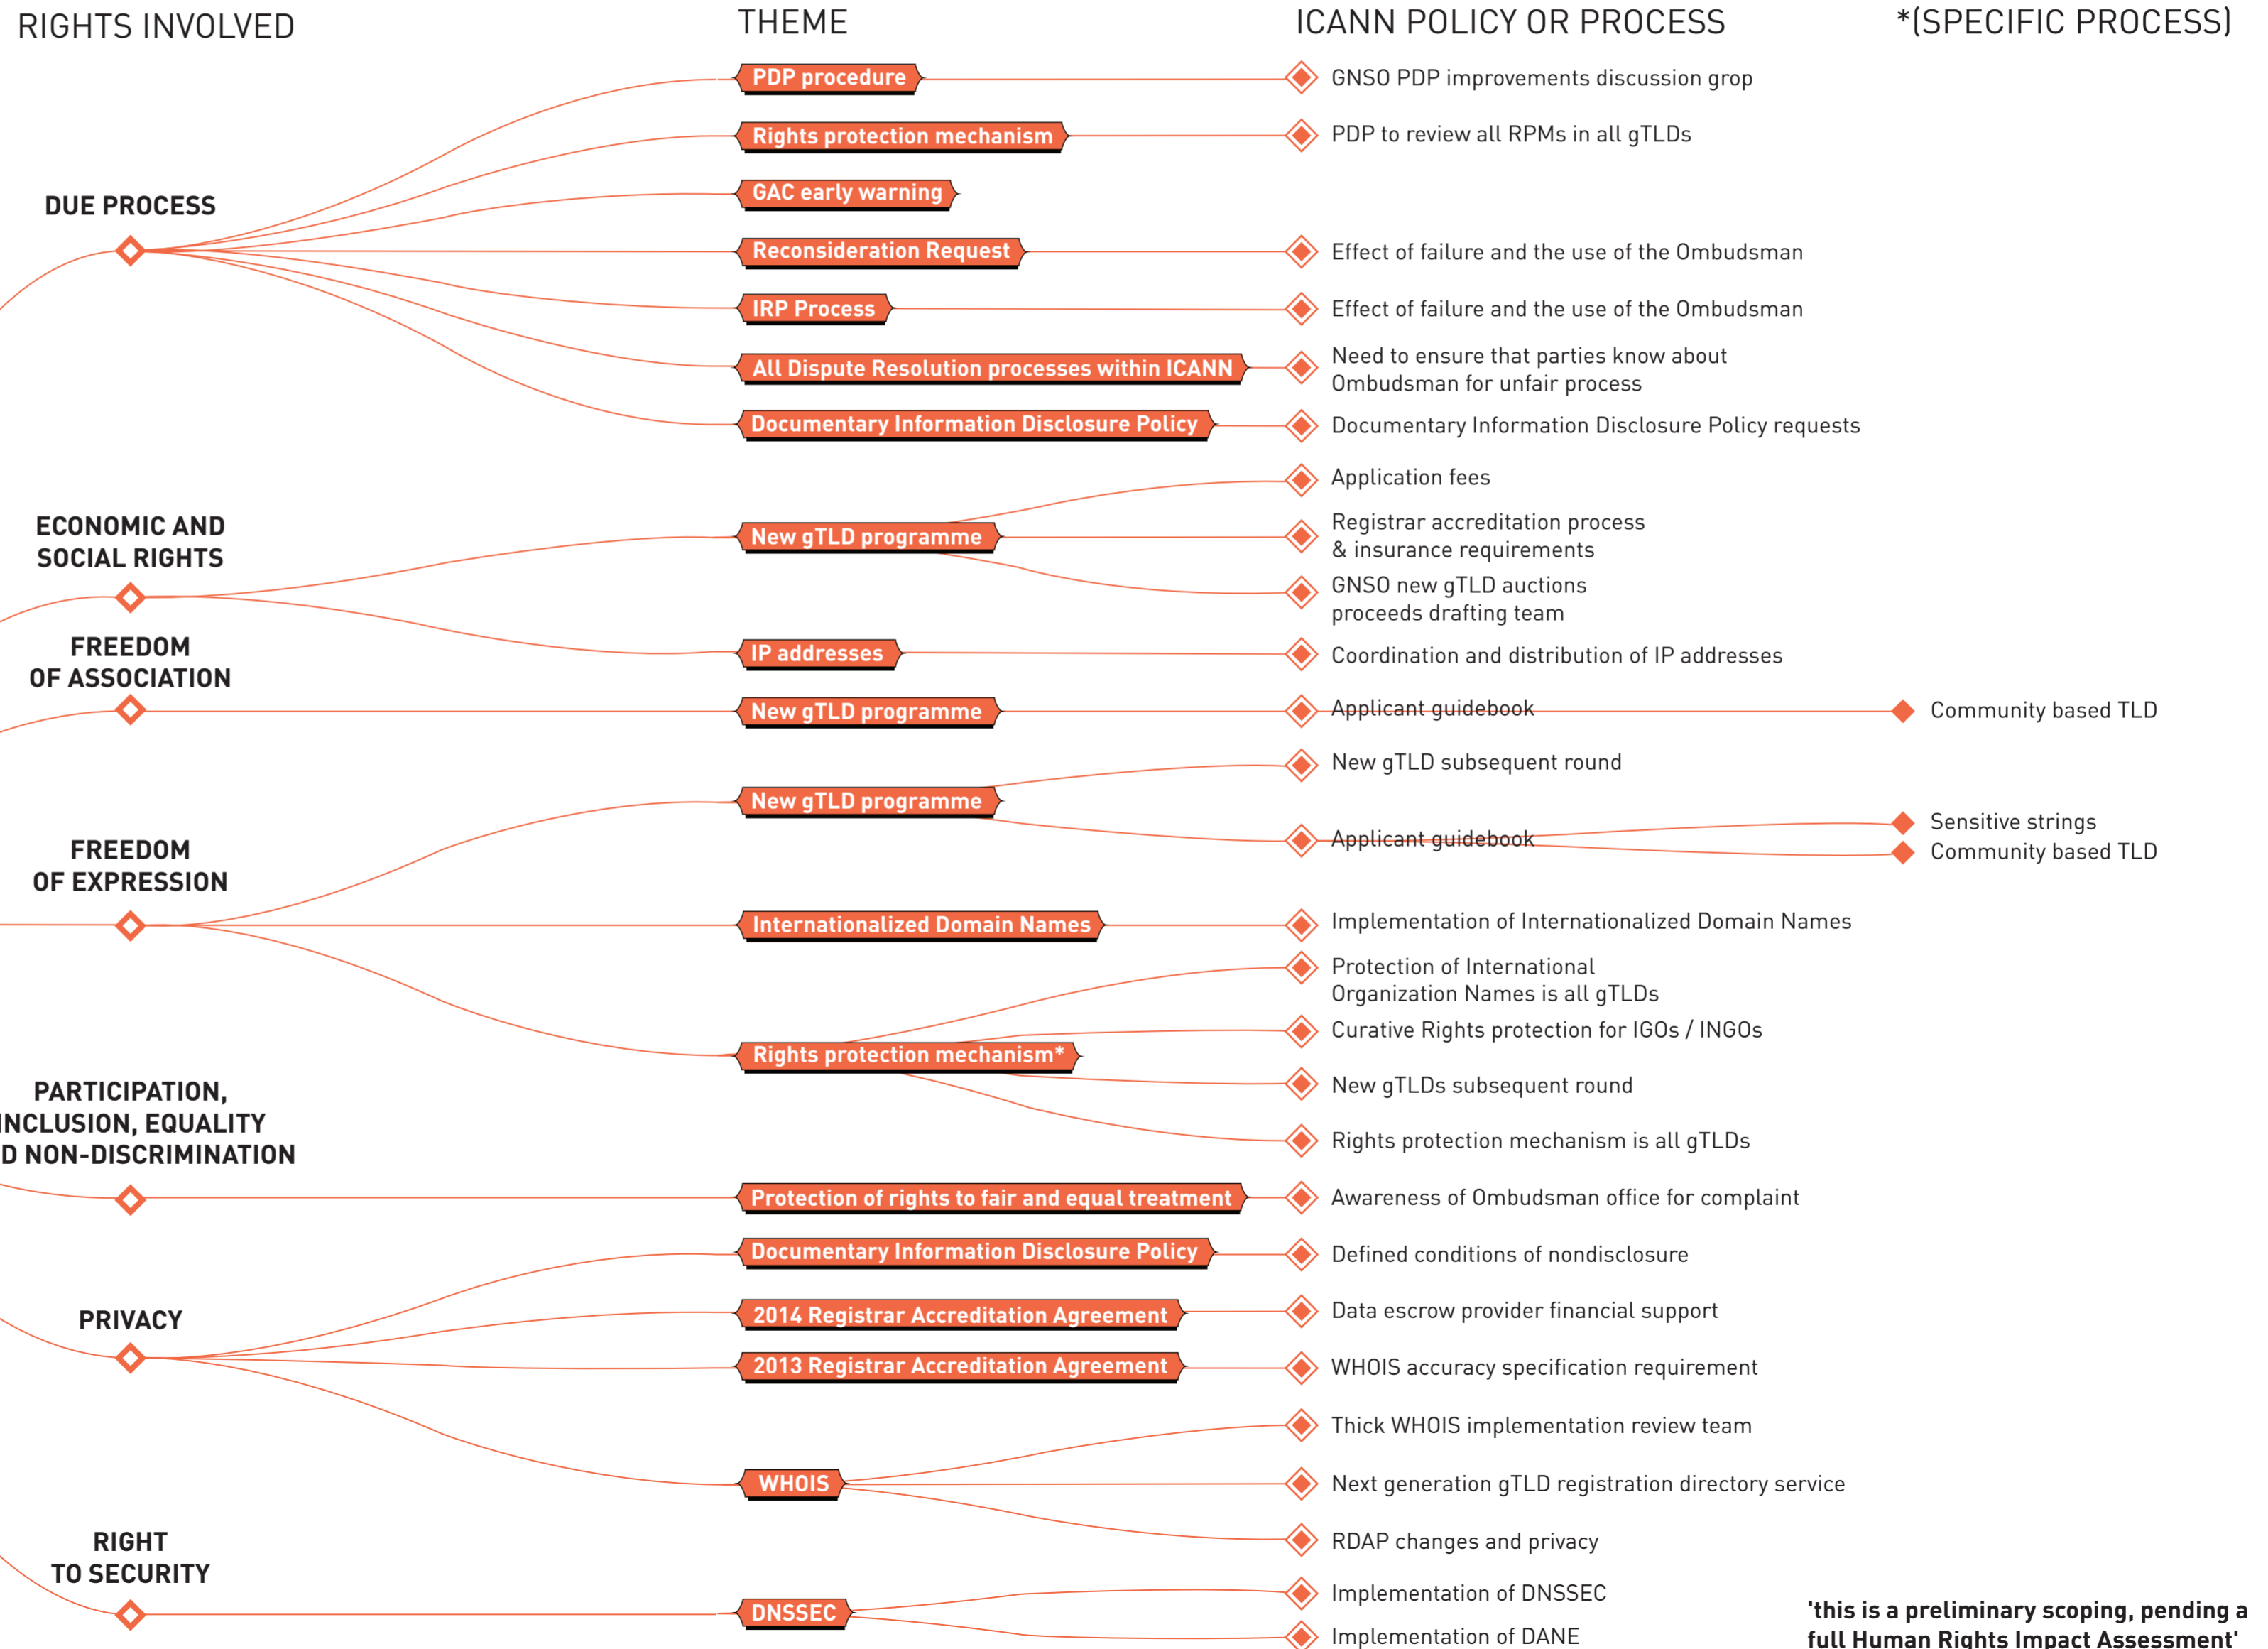 RIGHTS INVOLVED
THEME
ICANN POLICY OR PROCESS
*(SPECIFIC PROCESS)
DUE PROCESS
PDP procedure
GNSO PDP improvements discussion grop
Rights protection mechanism
PDP to review all RPMs in all gTLDs
GAC early warning
Reconsideration Request
Effect of failure and the use of the Ombudsman
IRP Process
Effect of failure and the use of the Ombudsman
All Dispute Resolution processes within ICANN
Need to ensure that parties know about
Ombudsman for unfair process
Documentary Information Disclosure Policy
Documentary Information Disclosure Policy requests
ECONOMIC AND
SOCIAL RIGHTS
New gTLD programme
Application fees
Registrar accreditation process
& insurance requirements
GNSO new gTLD auctions
proceeds drafting team
IP addresses
Coordination and distribution of IP addresses
FREEDOM
OF ASSOCIATION
New gTLD programme
Applicant guidebook
Community based TLD
FREEDOM
OF EXPRESSION
New gTLD programme
New gTLD subsequent round
Applicant guidebook
Sensitive strings
Community based TLD
Internationalized Domain Names
Implementation of Internationalized Domain Names
Rights protection mechanism*
Protection of International
Organization Names is all gTLDs
Curative Rights protection for IGOs / INGOs
New gTLDs subsequent round
Rights protection mechanism is all gTLDs
PARTICIPATION,
INCLUSION, EQUALITY
D NON-DISCRIMINATION
Protection of rights to fair and equal treatment
Awareness of Ombudsman office for complaint
PRIVACY
Documentary Information Disclosure Policy
Defined conditions of nondisclosure
2014 Registrar Accreditation Agreement
Data escrow provider financial support
2013 Registrar Accreditation Agreement
WHOIS accuracy specification requirement
WHOIS
Thick WHOIS implementation review team
Next generation gTLD registration directory service
RDAP changes and privacy
RIGHT
TO SECURITY
DNSSEC
Implementation of DNSSEC
Implementation of DANE
'this is a preliminary scoping, pending a
full Human Rights Impact Assessment'